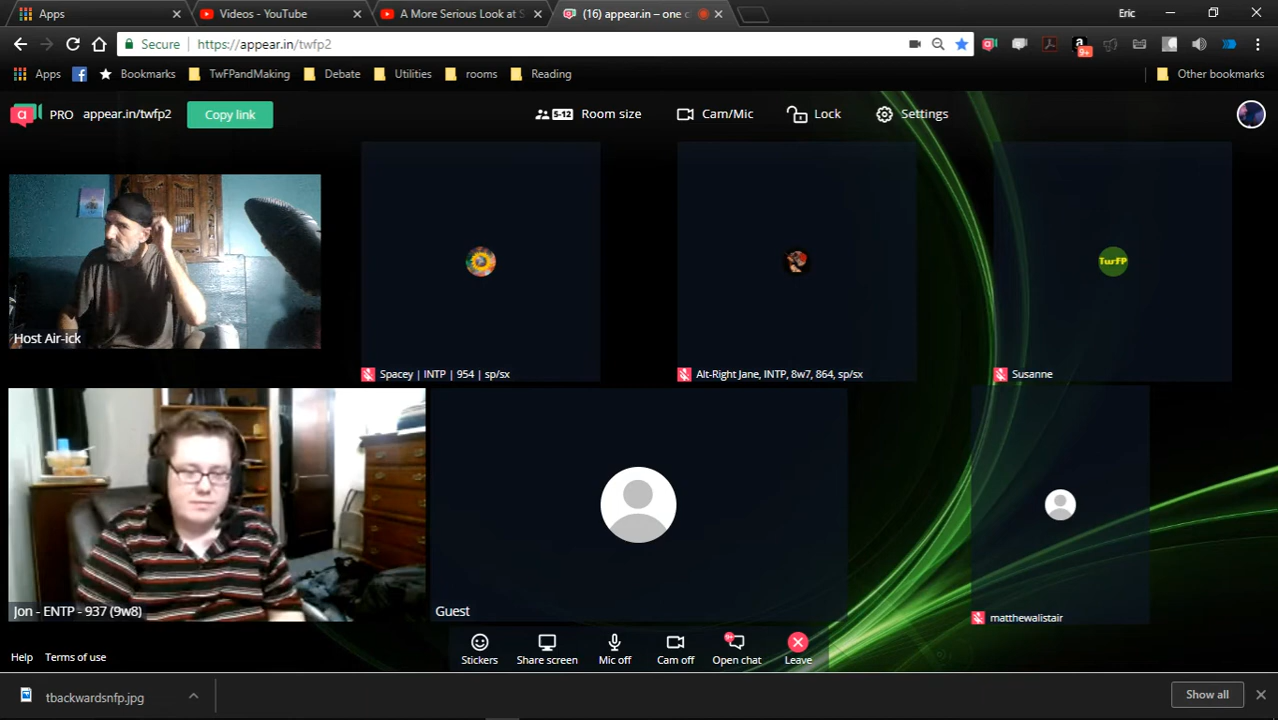 Apps
Videos - YouTube
A More Serious Look at S
(16) appear.in – one c
Eric
Secure
https://appear.in/twfp2
9+
Apps
Bookmarks
TwFPandMaking
Debate
Utilities
rooms
Reading
Other bookmarks
PRO
appear.in/twfp2
Copy link
5-12 Room size
Cam/Mic
Lock
Settings
TwFP
Host Air-ick
Spacey | INTP | 954 | sp/sx
Alt-Right Jane, INTP, 8w7, 864, sp/sx
Susanne
Jon - ENTP - 937 (9w8)
Guest
matthewalistair
9+
Stickers
Share screen
Mic off
Cam off
Open chat
Leave
Help
Terms of use
tbackwardsnfp.jpg
Show all